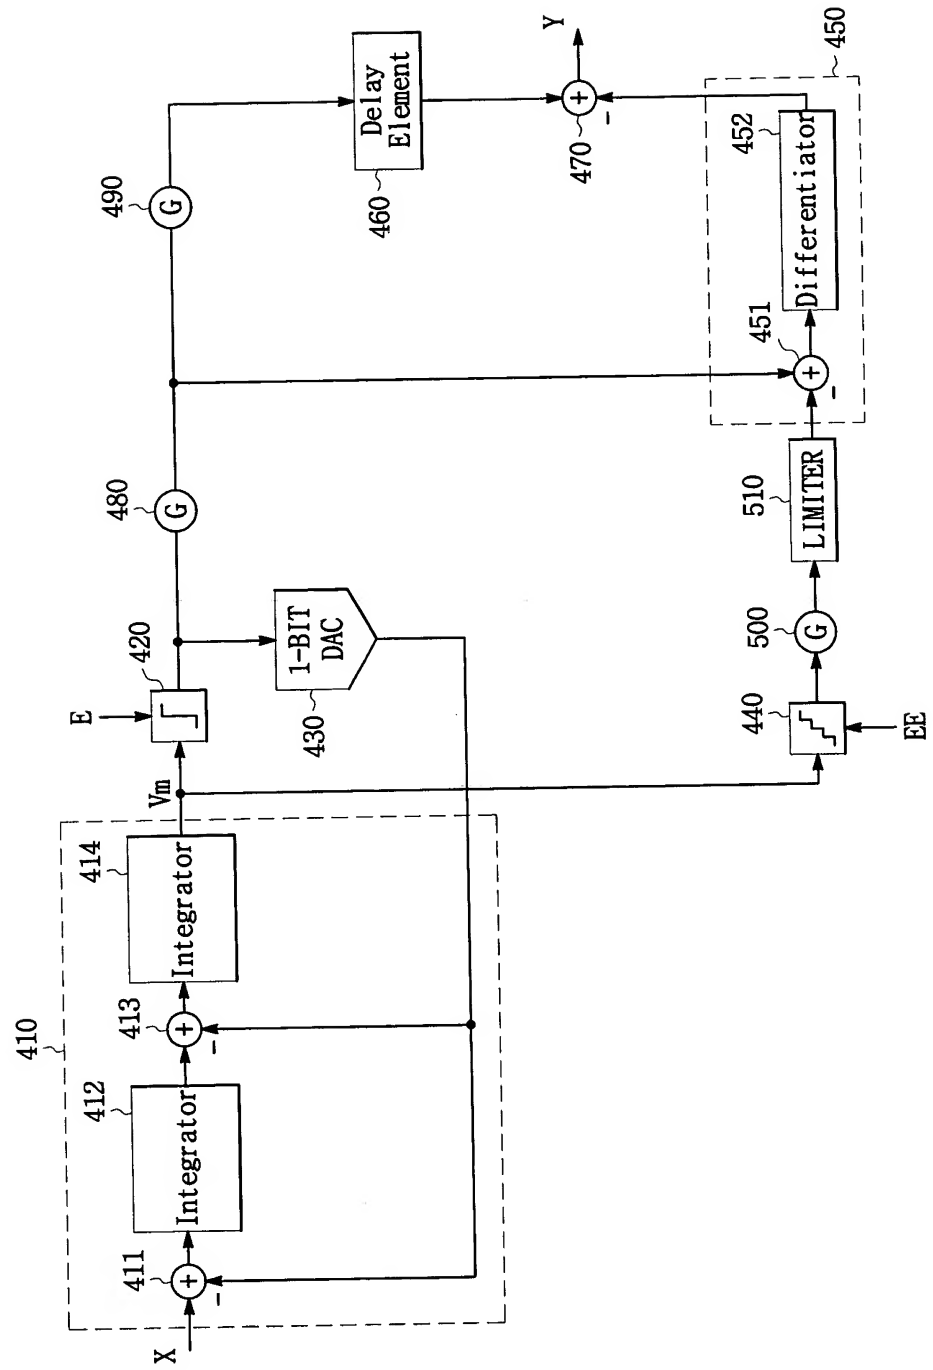 X
411
+
-
412
Integrator
413
+
-
414
Integrator
410
Vm
E
420
1-BIT
DAC
430
480
G
490
G
Delay
Element
460
Y
+
-
470
EE
440
500
G
510
LIMITER
451
+
-
452
Differentiator
450